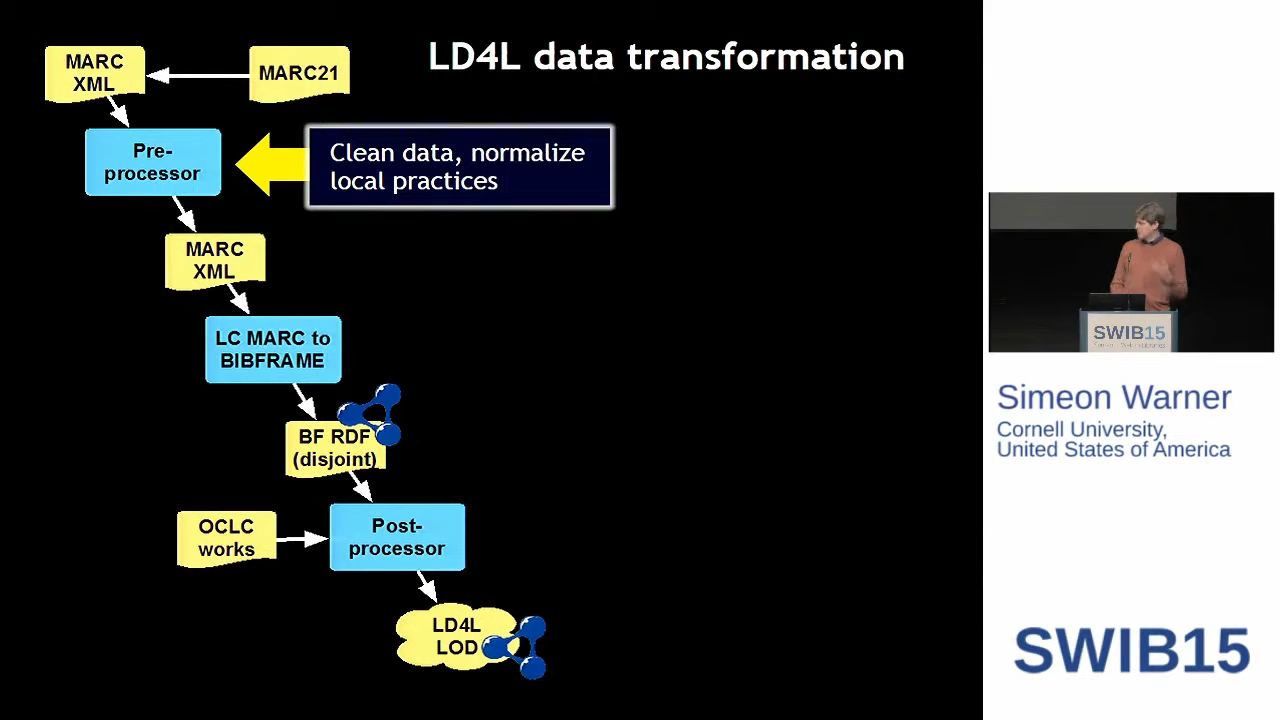 LD4L data transformation
MARC
XML
MARC21
Pre-
processor
Clean data, normalize
local practices
MARC
XML
LC MARC to
BIBFRAME
BF RDF
(disjoint)
OCLC
works
Post-
processor
LD4L
LOD
SWIB15
Simeon Warner
Cornell University,
United States of America
SWIB15